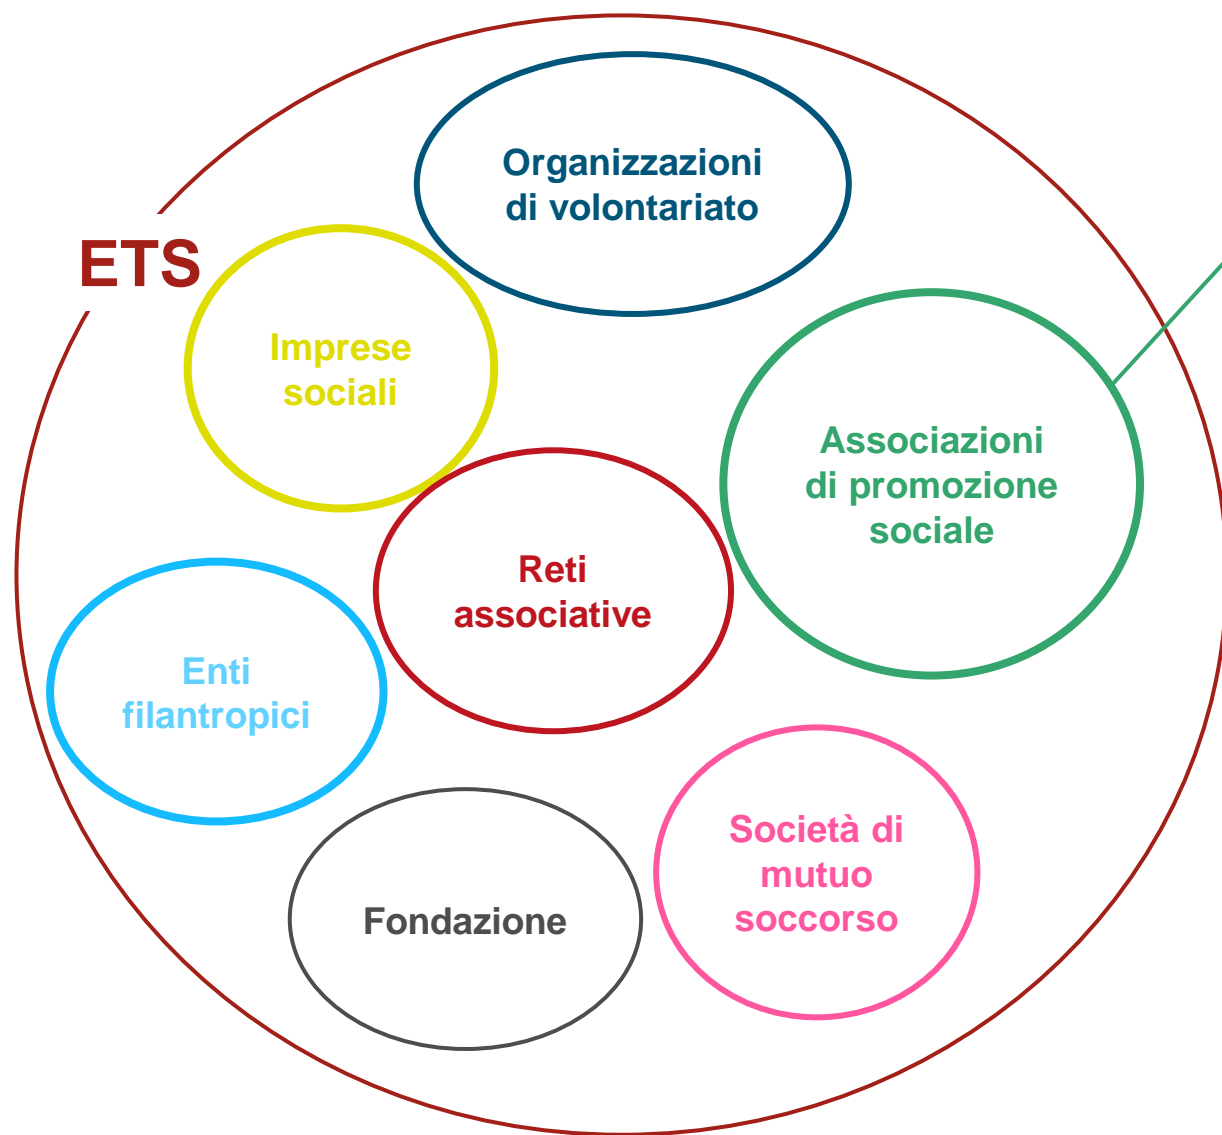 Organizzazioni
di volontariato
ETS
Imprese
sociali
Associazioni
di promozione
sociale
Reti
associative
Enti
filantropici
Società di
mutuo
soccorso
Fondazione